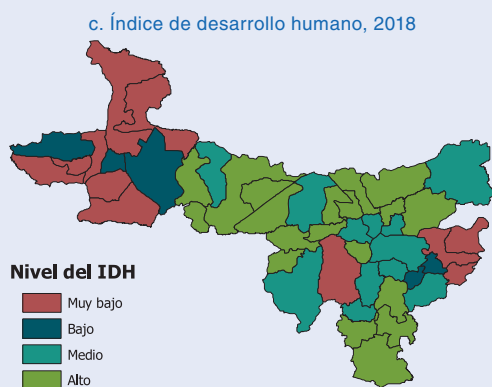 c. Índice de desarrollo humano, 2018
Nivel del IDH
Muy bajo
Bajo
Medio
Alto